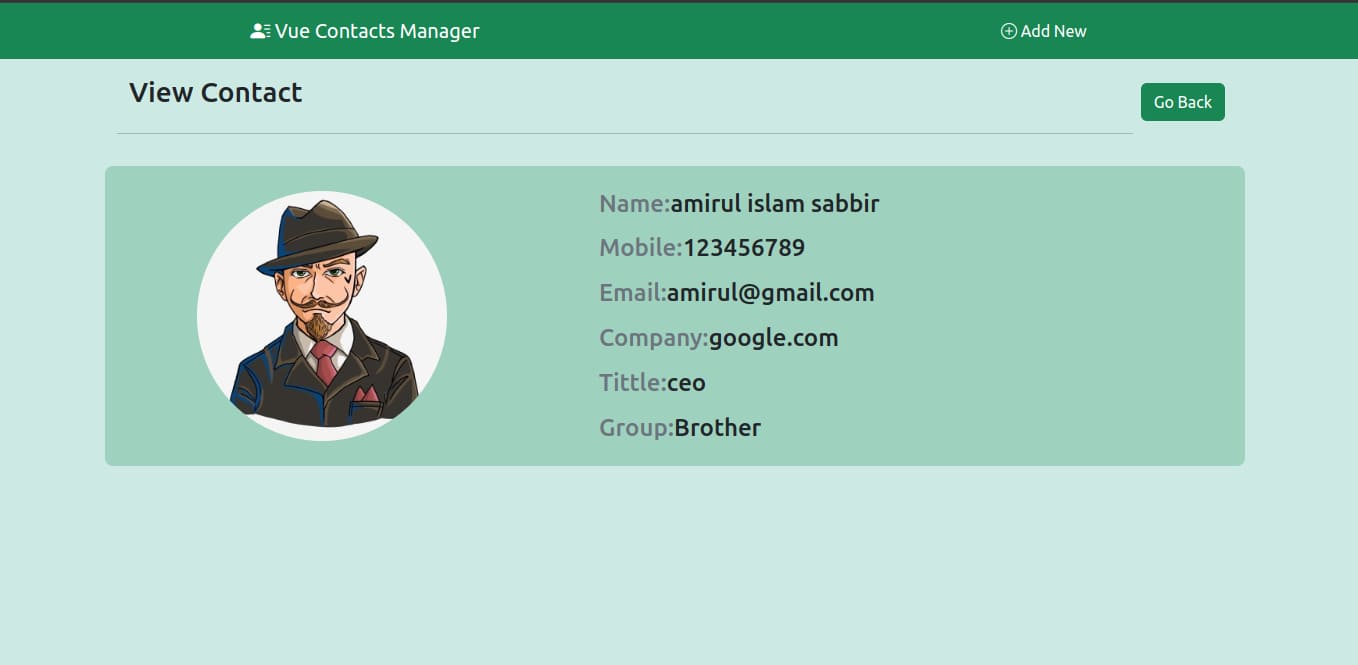 Vue Contacts Manager
Add New
View Contact
Go Back
Name:amirul islam sabbir
Mobile:123456789
Email:amirul@gmail.com
Company:google.com
Tittle:ceo
Group:Brother